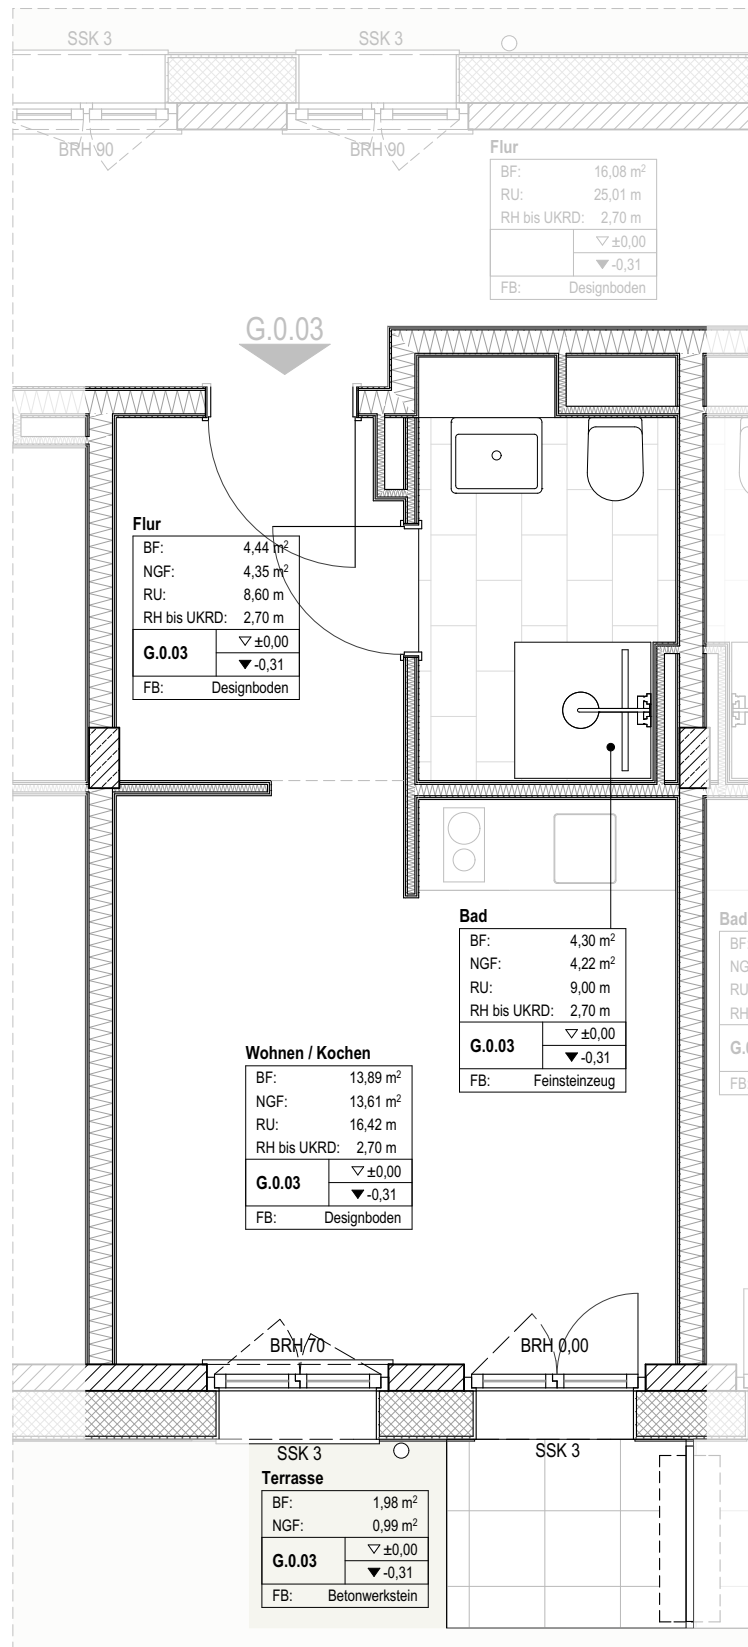 SSK 3 SSK 3
BRH 90 BRH 90
Flur
BF: 16,08 m²
RU: 25,01 m
RH bis UKRD: 2,70 m
▽ ±0,00
▼ -0,31
FB: Designboden
G.0.03
Flur
BF: 4,44 m²
NGF: 4,35 m²
RU: 8,60 m
RH bis UKRD: 2,70 m
▽ ±0,00
G.0.03
▼ -0,31
FB: Designboden
Bad
BF: 4,30 m²
NGF: 4,22 m²
RU: 9,00 m
RH bis UKRD: 2,70 m
▽ ±0,00
G.0.03
▼ -0,31
FB: Feinsteinzeug
Bad
BF:
NG
RU
RH
G.0
FB:
Wohnen / Kochen
BF: 13,89 m²
NGF: 13,61 m²
RU: 16,42 m
RH bis UKRD: 2,70 m
▽ ±0,00
G.0.03
▼ -0,31
FB: Designboden
BRH 70 BRH 0,00
SSK 3 SSK 3
Terrasse
BF: 1,98 m²
NGF: 0,99 m²
▽ ±0,00
G.0.03
▼ -0,31
FB: Betonwerkstein